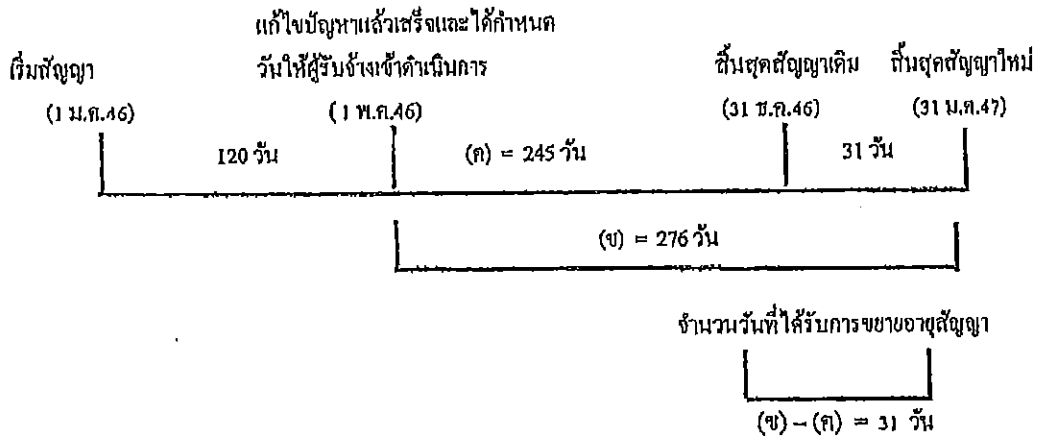 แก้ไขปัญหาแล้วเสร็จและได้กำหนด
เริ่มสัญญา วันให้ผู้รับจ้างเข้าดำเนินการ สิ้นสุดสัญญาเดิม สิ้นสุดสัญญาใหม่
(1 ม.ค.46) (1 พ.ค.46) (31 ธ.ค.46) (31 ม.ค.47)
120 วัน (ค) = 245 วัน 31 วัน
(ข) = 276 วัน
จำนวนวันที่ได้รับการขยายอายุสัญญา
(ข) – (ค) = 31 วัน